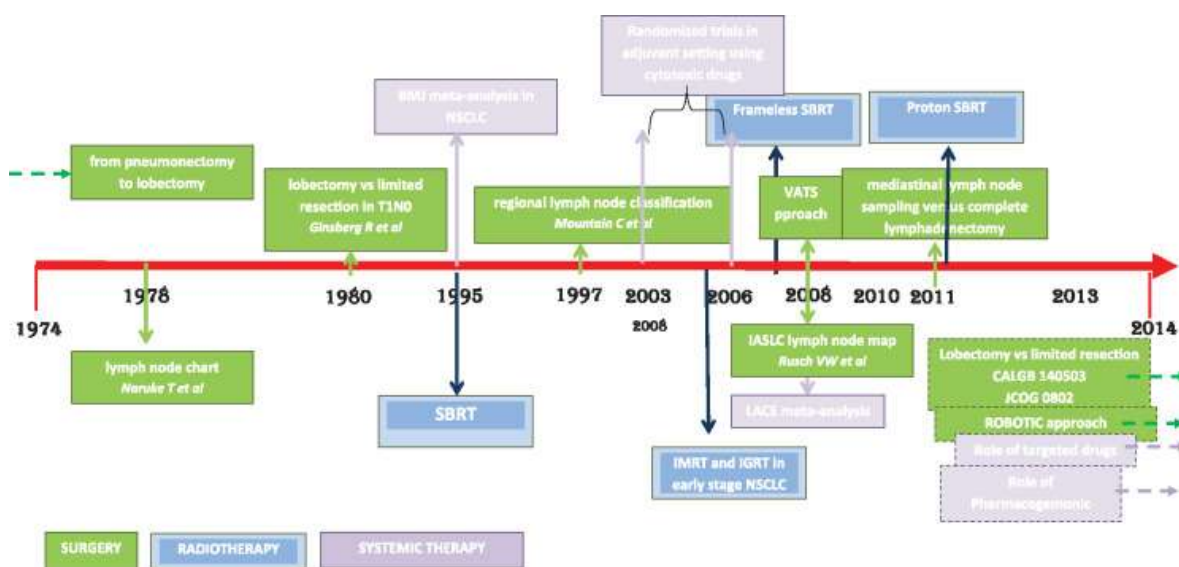 Randomized trials in
adjuvant setting using
cytotoxic drugs
BMJ meta-analysis in
NSCLC
Frameless SBRT
Proton SBRT
from pneumonectomy
to lobectomy
lobectomy vs limited
resection in T1N0
Ginsberg R et al
regional lymph node classification
Mountain C et al
VATS
pproach
mediastinal lymph node
sampling versus complete
lymphadenectomy
1974
1978
1980
1995
1997
2003
2008
2006
2008
2010
2011
2013
2014
lymph node chart
Naruke T et al
SBRT
IASLC lymph node map
Rusch VW et al
LACE meta-analysis
IMRT and IGRT in
early stage NSCLC
Lobectomy vs limited resection
CALGB 140503
JCOG 0802
ROBOTIC approach
Role of targeted drugs
Role of
Pharmacogemonic
SURGERY
RADIOTHERAPY
SYSTEMIC THERAPY